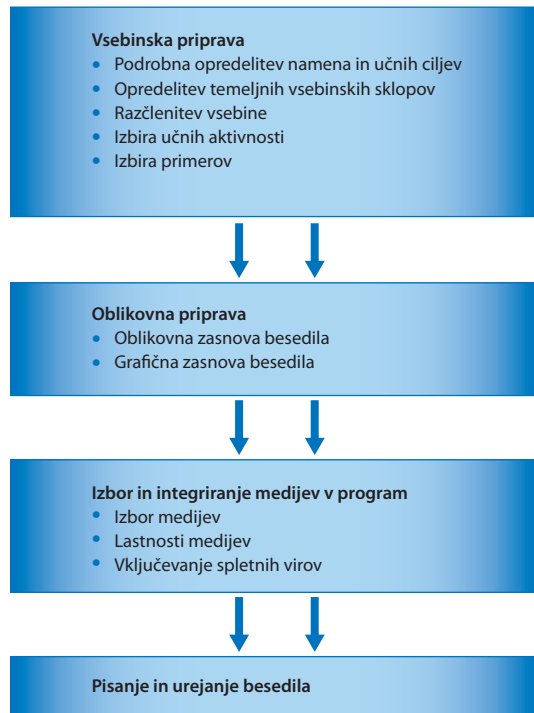 Vsebinska priprava
• Podrobna opredelitev namena in učnih ciljev
• Opredelitev temeljnih vsebinskih sklopov
• Razčlenitev vsebine
• Izbira učnih aktivnosti
• Izbira primerov
Oblikovna priprava
• Oblikovna zasnova besedila
• Grafična zasnova besedila
Izbor in integriranje medijev v program
• Izbor medijev
• Lastnosti medijev
• Vključevanje spletnih virov
Pisanje in urejanje besedila